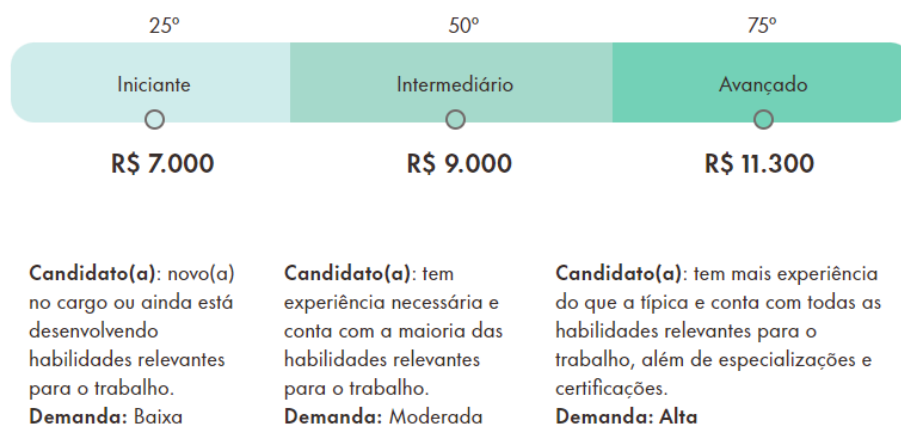 25º
50º
75º
Iniciante
Intermediário
Avançado
R$ 7.000
R$ 9.000
R$ 11.300
Candidato(a): novo(a)
no cargo ou ainda está
desenvolvendo
habilidades relevantes
para o trabalho.
Demanda: Baixa
Candidato(a): tem
experiência necessária e
conta com a maioria das
habilidades relevantes
para o trabalho.
Demanda: Moderada
Candidato(a): tem mais experiência
do que a típica e conta com todas as
habilidades relevantes para o
trabalho, além de especializações e
certificações.
Demanda: Alta